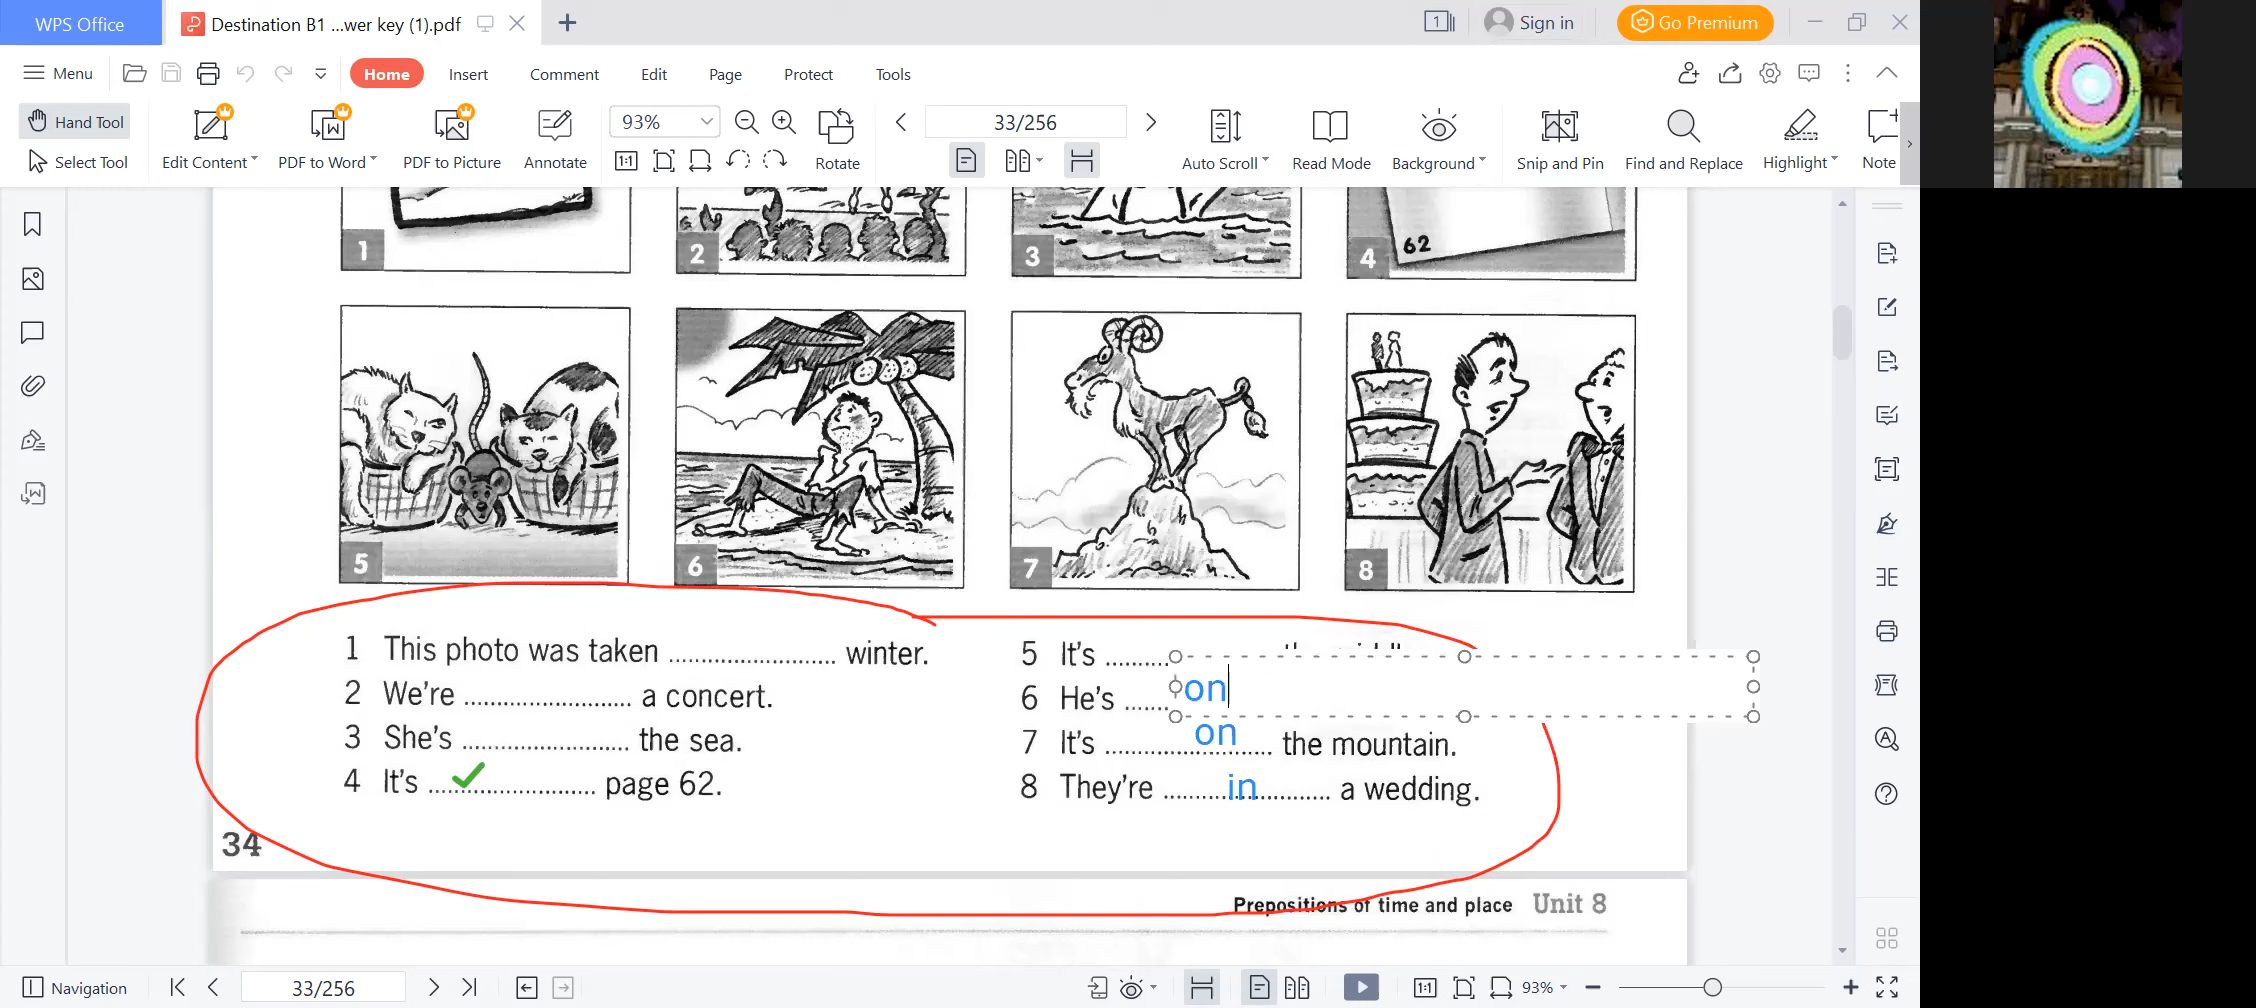 WPS Office
Destination B1 ...wer key (1).pdf
1
Sign in
Go Premium
Menu
Home
Insert
Comment
Edit
Page
Protect
Tools
Hand Tool
Select Tool
Edit Content
PDF to Word
PDF to Picture
Annotate
93%
1:1
Rotate
33/256
Auto Scroll
Read Mode
Background
Snip and Pin
Find and Replace
Highlight
Note
1
2
3
4
62
5
6
7
8
1 This photo was taken ........................ winter.
2 We're ........................ a concert.
3 She's ........................ the sea.
4 It's ........................ page 62.
5 It's .........
6 He's ...... on
7 It's ............ on ...... the mountain.
8 They're ......... in ............ a wedding.
34
Prepositions of time and place Unit 8
Navigation
33/256
1:1
93%